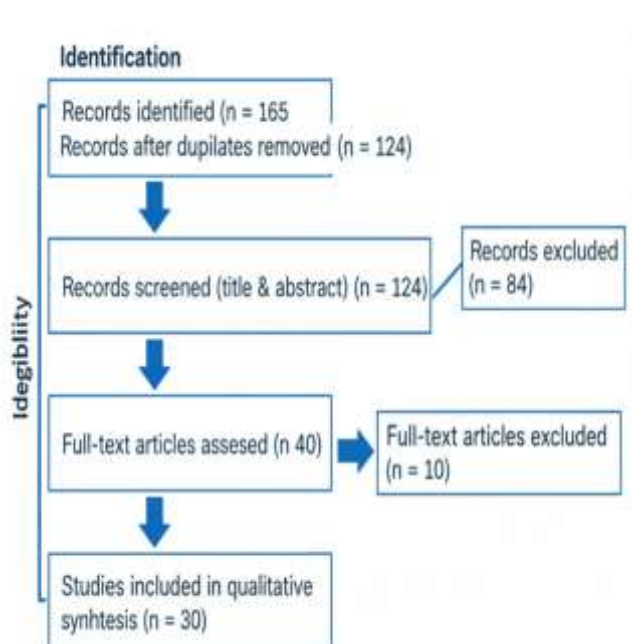 Identification
Records identified (n = 165
Records after dupilates removed (n = 124)
Records screened (title & abstract) (n = 124)
Records excluded
(n = 84)
Idegibliity
Full-text articles assesed (n 40)
Full-text articles excluded
(n = 10)
Studies included in qualitative
synhtesis (n = 30)